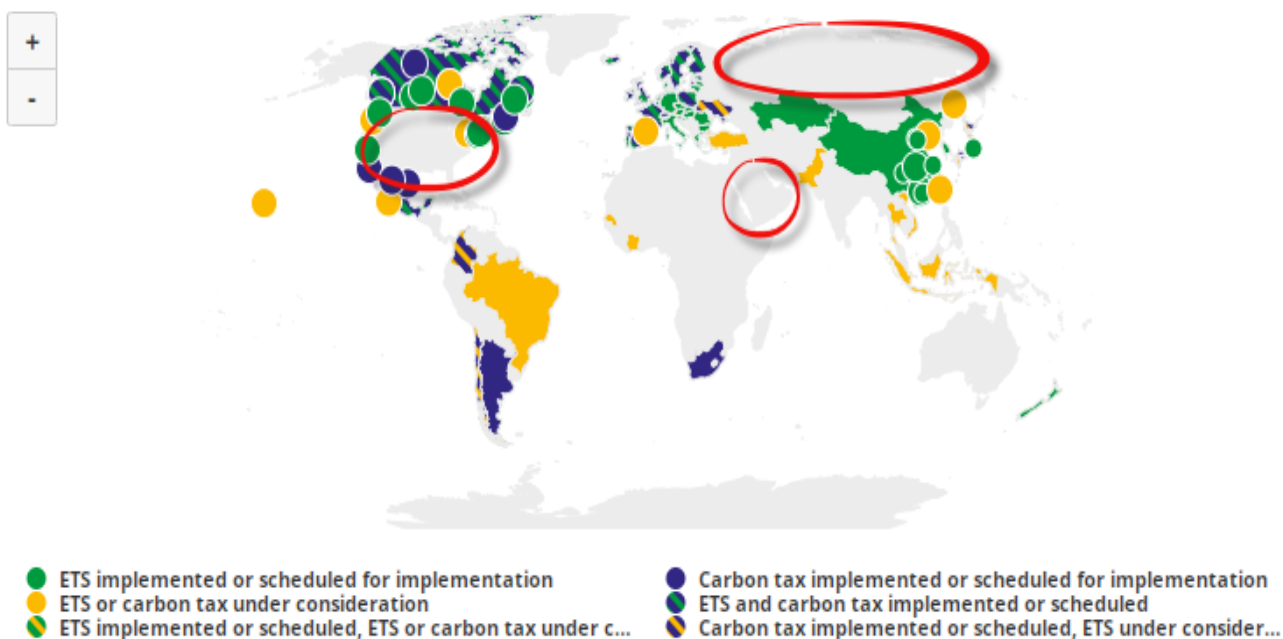 +
-
ETS implemented or scheduled for implementation
Carbon tax implemented or scheduled for implementation
ETS or carbon tax under consideration
ETS and carbon tax implemented or scheduled
ETS implemented or scheduled, ETS or carbon tax under c...
Carbon tax implemented or scheduled, ETS under consider...